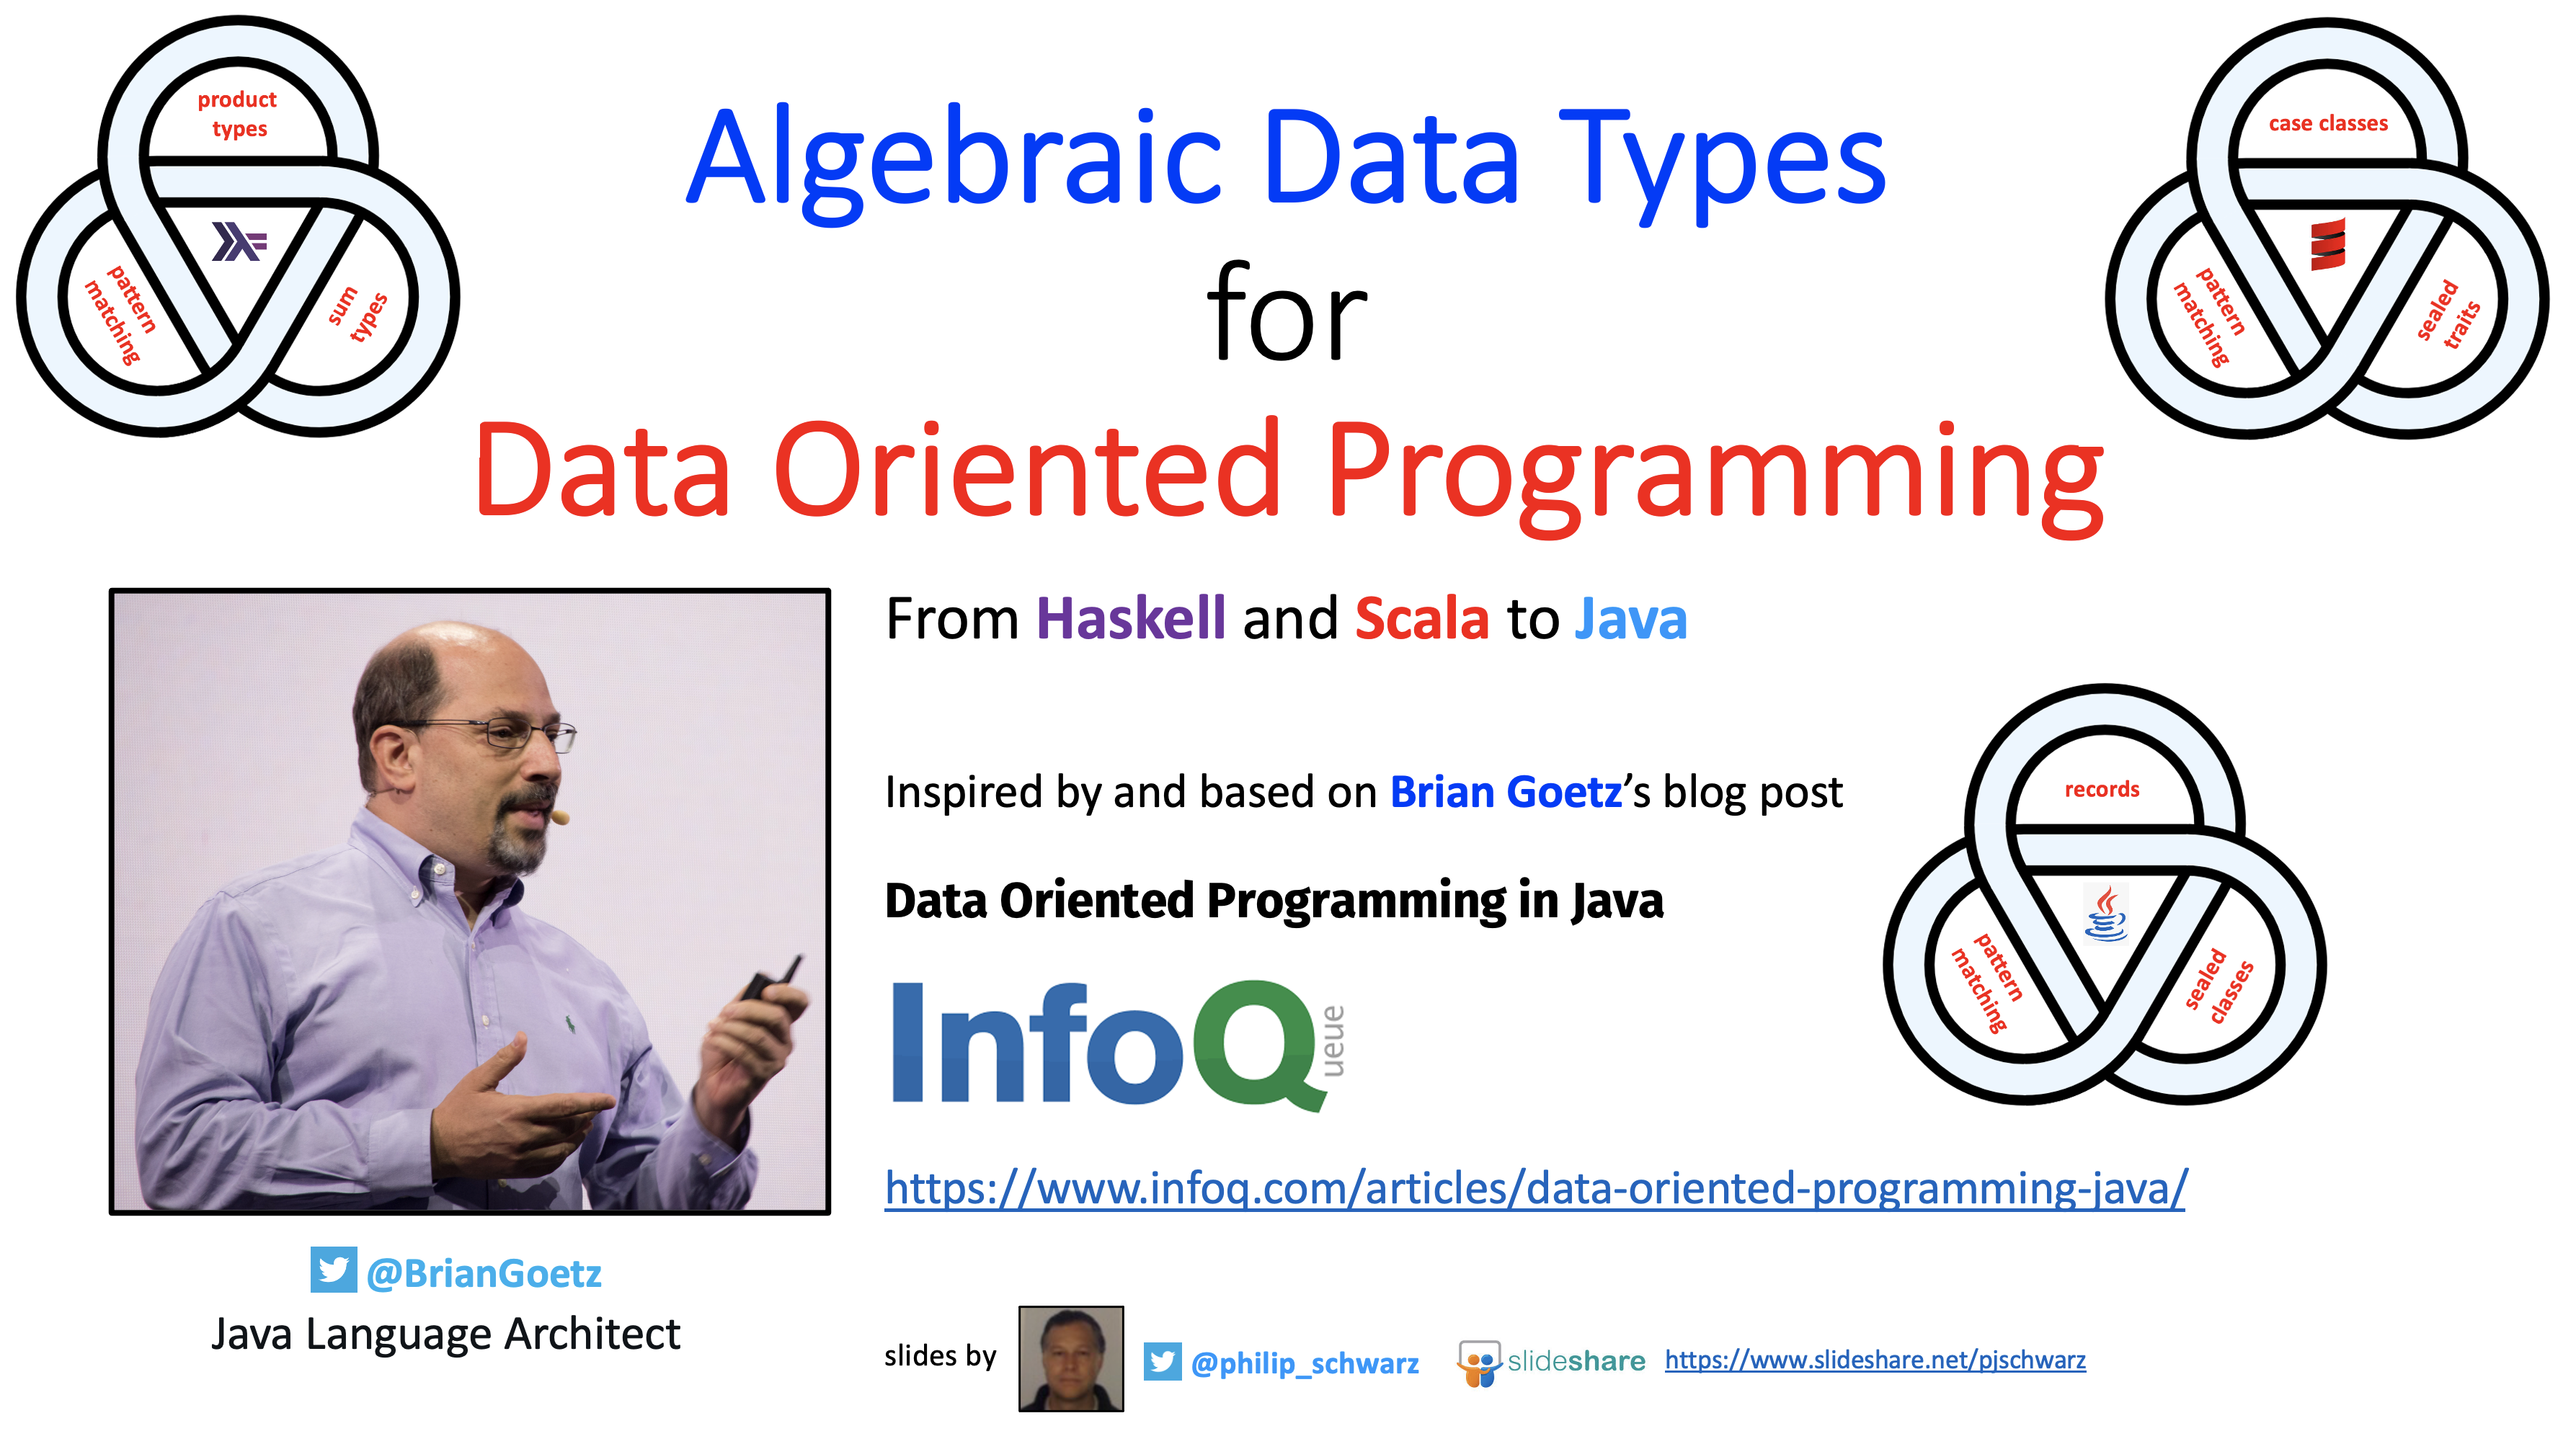 product
types
pattern
matching
sum
types
case classes
pattern
matching
sealed
traits
Algebraic Data Types
for
Data Oriented Programming
From Haskell and Scala to Java
Inspired by and based on Brian Goetz’s blog post
Data Oriented Programming in Java
InfoQ
ueue
records
pattern
matching
sealed
classes
https://www.infoq.com/articles/data-oriented-programming-java/
@BrianGoetz
Java Language Architect
slides by
@philip_schwarz
slideshare
https://www.slideshare.net/pjschwarz